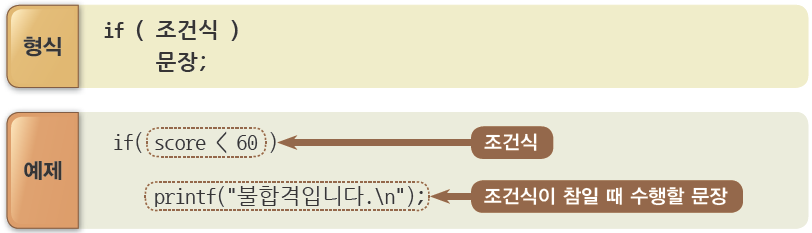 형식
if ( 조건식 )
문장;
예제
if( score < 60 )
조건식
printf("불합격입니다.\n");
조건식이 참일 때 수행할 문장